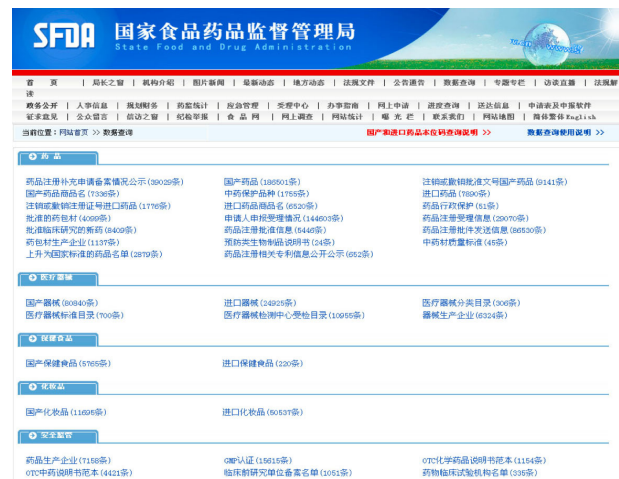 SFDA 国家食品药品监督管理局
State Food and Drug Administration
首 页 | 局长之窗 | 机构介绍 | 图片新闻 | 最新动态 | 地方动态 | 法规文件 | 公告通告 | 数据查询 | 专题专栏 | 访谈直播 | 法规解
读
政务公开 | 人事信息 | 规划财务 | 药监统计 | 应急管理 | 受理中心 | 办事指南 | 网上申请 | 进度查询 | 送达信息 | 申请表及申报软件
征求意见 | 公众留言 | 信访之窗 | 纪检举报 | 食 品 网 | 网上调查 | 网站统计 | 曝 光 栏 | 联系我们 | 网站地图 | 简体繁体English
当前位置：网站首页 >> 数据查询 国产和进口药品本位码查询说明 >> 数据查询使用说明 >>
药 品
药品注册补充申请备案情况公示(39029条) 国产药品(186501条) 注销或撤销批准文号国产药品(9141条)
国产药品商品名(7336条) 中药保护品种(1755条) 进口药品(7890条)
注销或撤销注册证号进口药品(1776条) 进口药品商品名(6520条) 药品行政保护(51条)
批准的药包材(4099条) 申请人申报受理情况(144603条) 药品注册受理信息(29070条)
批准临床研究的新药(8409条) 药品注册批准信息(5446条) 药品注册批件发送信息(86530条)
药包材生产企业(1137条) 预防类生物制品说明书(24条) 中药材质量标准(45条)
上升为国家标准的药品名单(2879条) 药品注册相关专利信息公开公示(652条)
医疗器械
国产器械(80840条) 进口器械(24925条) 医疗器械分类目录(306条)
医疗器械标准目录(700条) 医疗器械检测中心受检目录(10955条) 器械生产企业(6324条)
保健食品
国产保健食品(5765条) 进口保健食品(220条)
化妆品
国产化妆品(11695条) 进口化妆品(50537条)
安全监管
药品生产企业(7158条) GMP认证(15615条) OTC化学药品说明书范本(1154条)
OTC中药说明书范本(4421条) 临床前研究单位备案名单(1051条) 药物临床试验机构名单(335条)